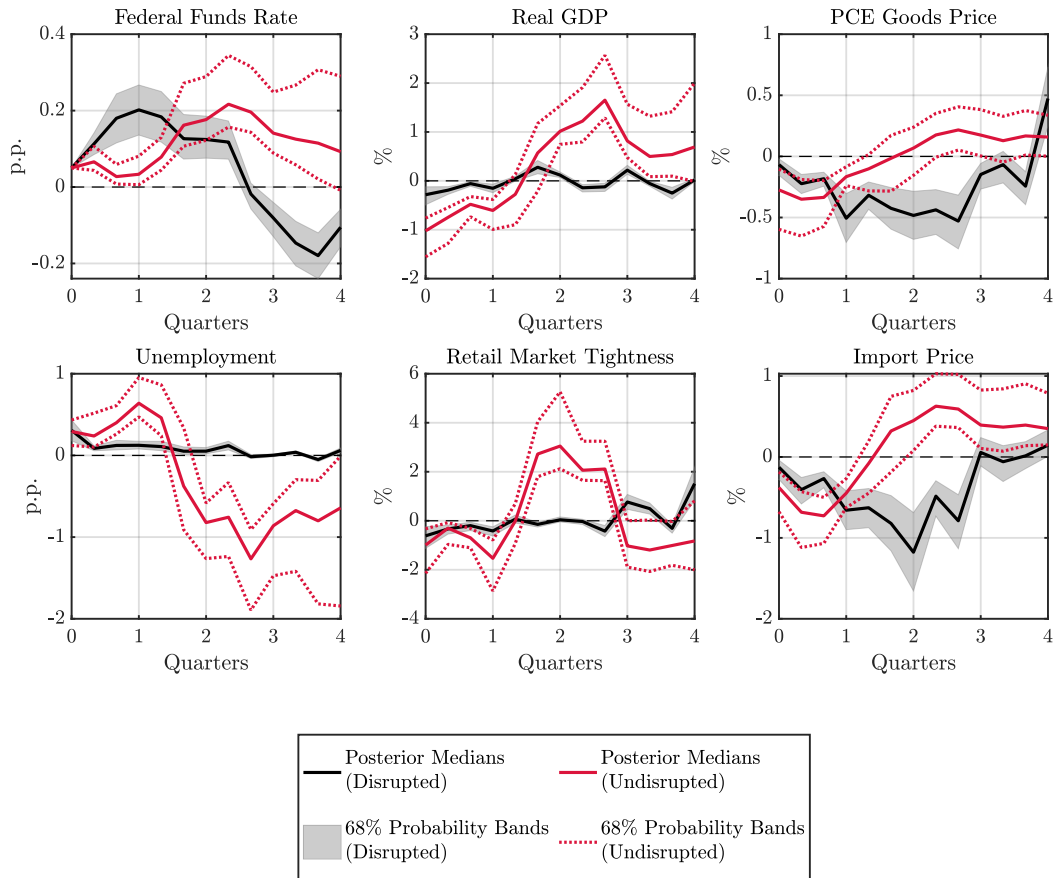 Federal Funds Rate
Real GDP
PCE Goods Price
0.4
0.2
0
-0.2
p.p.
0 1 2 3 4
Quarters
3
2
1
0
-1
-2
%
0 1 2 3 4
Quarters
1
0.5
0
-0.5
-1
%
0 1 2 3 4
Quarters
Unemployment
Retail Market Tightness
Import Price
1
0
-1
-2
p.p.
0 1 2 3 4
Quarters
6
4
2
0
-2
-4
%
0 1 2 3 4
Quarters
1
0
-1
-2
%
0 1 2 3 4
Quarters
Posterior Medians
(Disrupted)
Posterior Medians
(Undisrupted)
68% Probability Bands
(Disrupted)
68% Probability Bands
(Undisrupted)